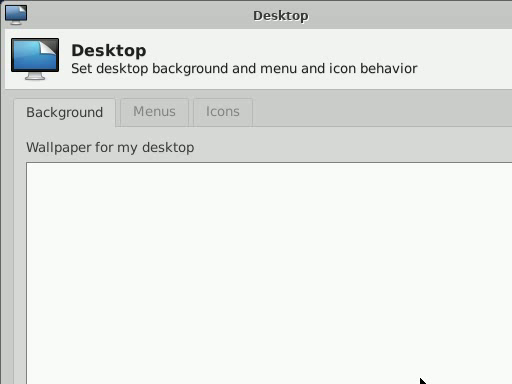 Desktop
Desktop
Set desktop background and menu and icon behavior
Background Menus Icons
Wallpaper for my desktop